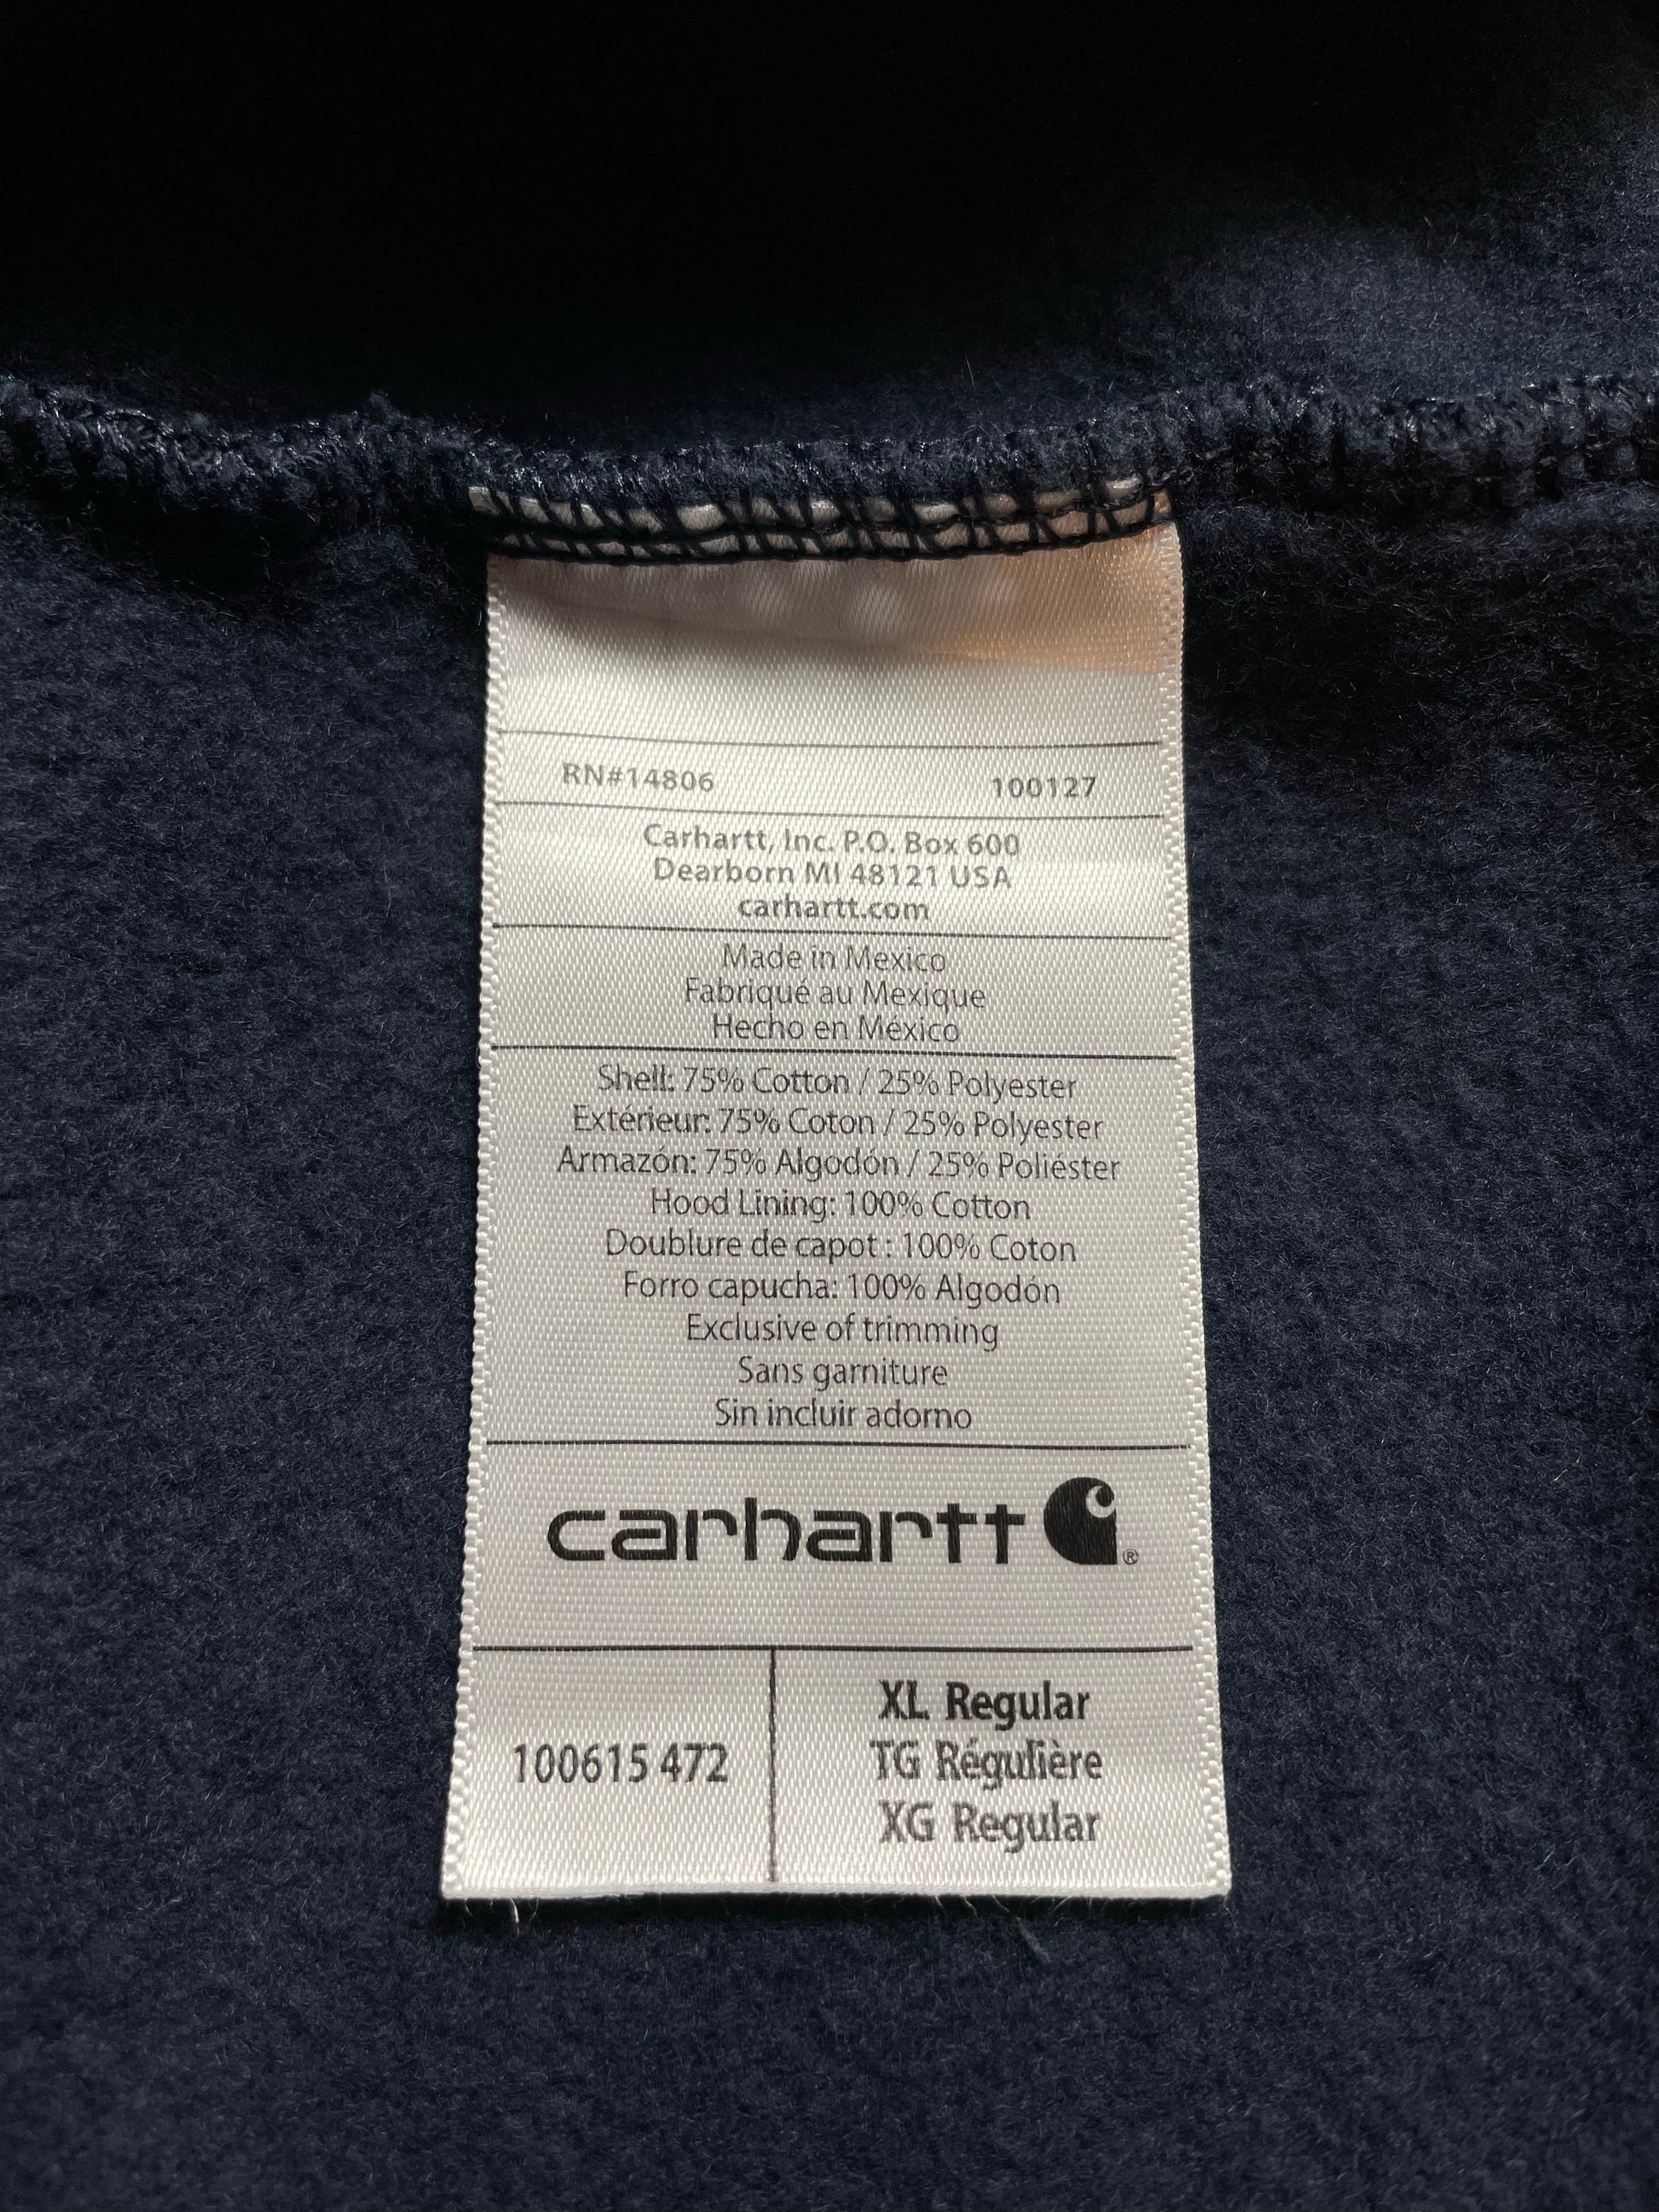 RN#14806 100127
Carhartt, Inc. P.O. Box 600
Dearborn MI 48121 USA
carhartt.com
Made in Mexico
Fabriqué au Mexique
Hecho en México
Shell: 75% Cotton / 25% Polyester
Extérieur: 75% Coton / 25% Polyester
Armazón: 75% Algodón / 25% Poliéster
Hood Lining: 100% Cotton
Doublure de capot : 100% Coton
Forro capucha: 100% Algodón
Exclusive of trimming
Sans garniture
Sin incluir adorno
carhartt ®
100615 472
XL Regular
TG Régulière
XG Regular